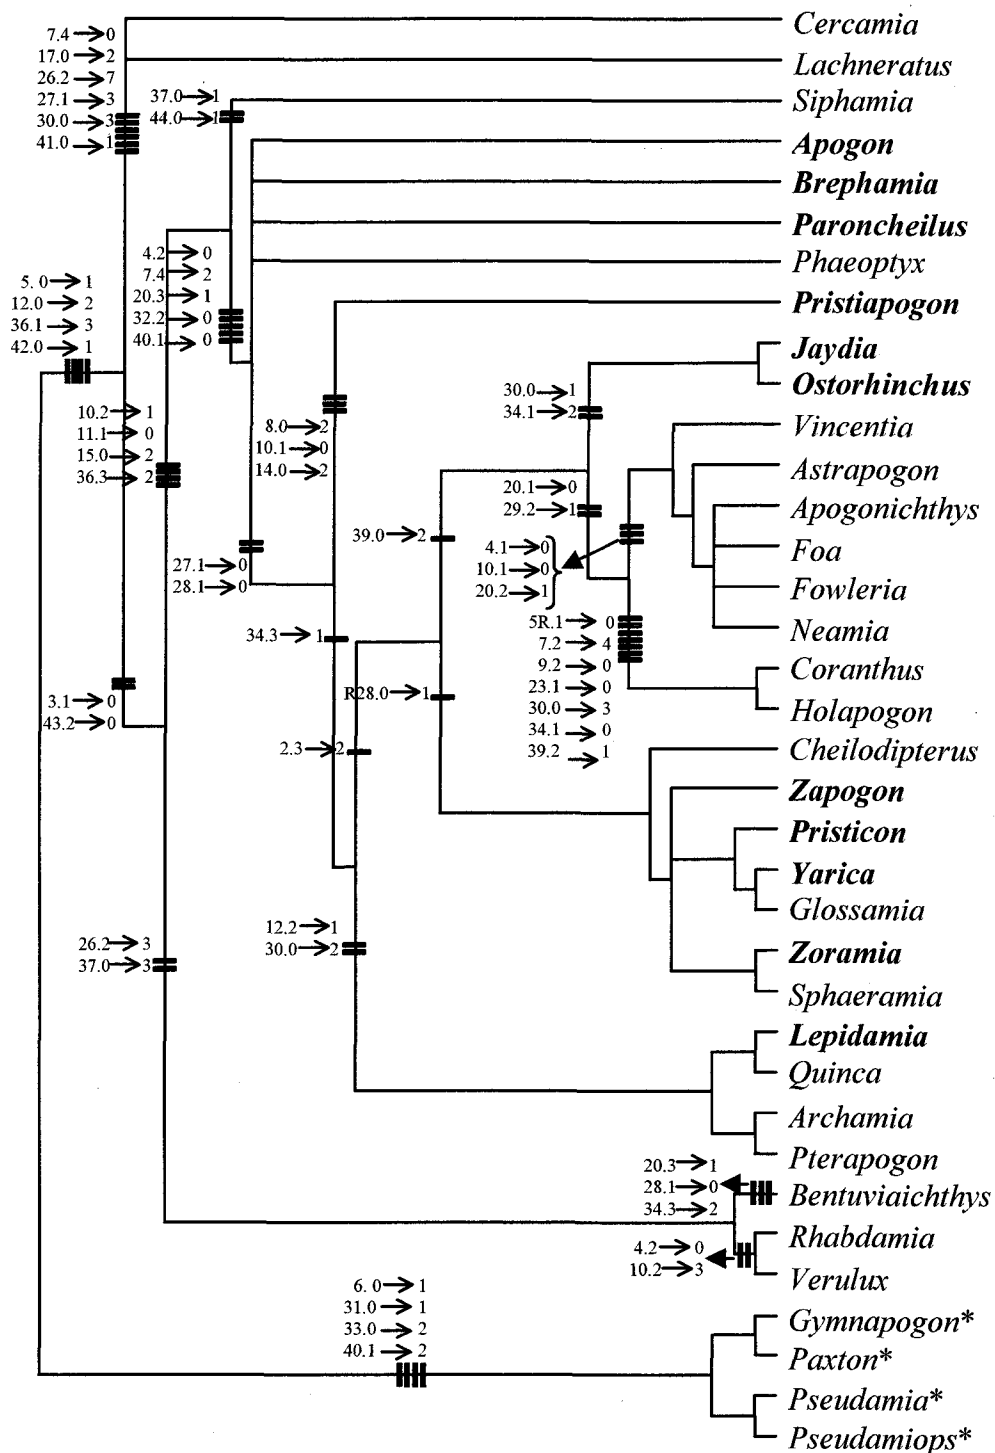 Cercamia
7.4→0
17.0→2
26.2→7
27.1→3
30.0→3
41.0→1
Lachneratus
37.0→1
44.0→1
Siphamia
Apogon
Brephamia
Paroncheilus
Phaeoptyx
4.2→0
7.4→2
20.3→1
32.2→0
40.1→0
5. 0→1
12.0→2
36.1→3
42.0→1
Pristiapogon
Jaydia
Ostorhinchus
30.0→1
34.1→2
10.2→1
11.1→0
15.0→2
36.3→2
8.0→2
10.1→0
14.0→2
Vincentia
Astrapogon
Apogonichthys
Foa
Fowleria
Neamia
20.1→0
29.2→1
39.0→2
4.1→0
10.1→0
20.2→1
27.1→0
28.1→0
5R.1→0
7.2→4
9.2→0
23.1→0
30.0→3
34.1→0
39.2→1
34.3→1
Coranthus
Holapogon
R28.0→1
3.1→0
43.2→0
2.3→2
Cheilodipterus
Zapogon
Pristicon
Yarica
Glossamia
12.2→1
30.0→2
26.2→3
37.0→3
Zoramia
Sphaeramia
Lepidamia
Quinca
Archamia
Pterapogon
20.3→1
28.1→0
34.3→2
Bentuviaichthys
4.2→0
10.2→3
Rhabdamia
Verulux
6. 0→1
31.0→1
33.0→2
40.1→2
Gymnapogon*
Paxton*
Pseudamia*
Pseudamiops*